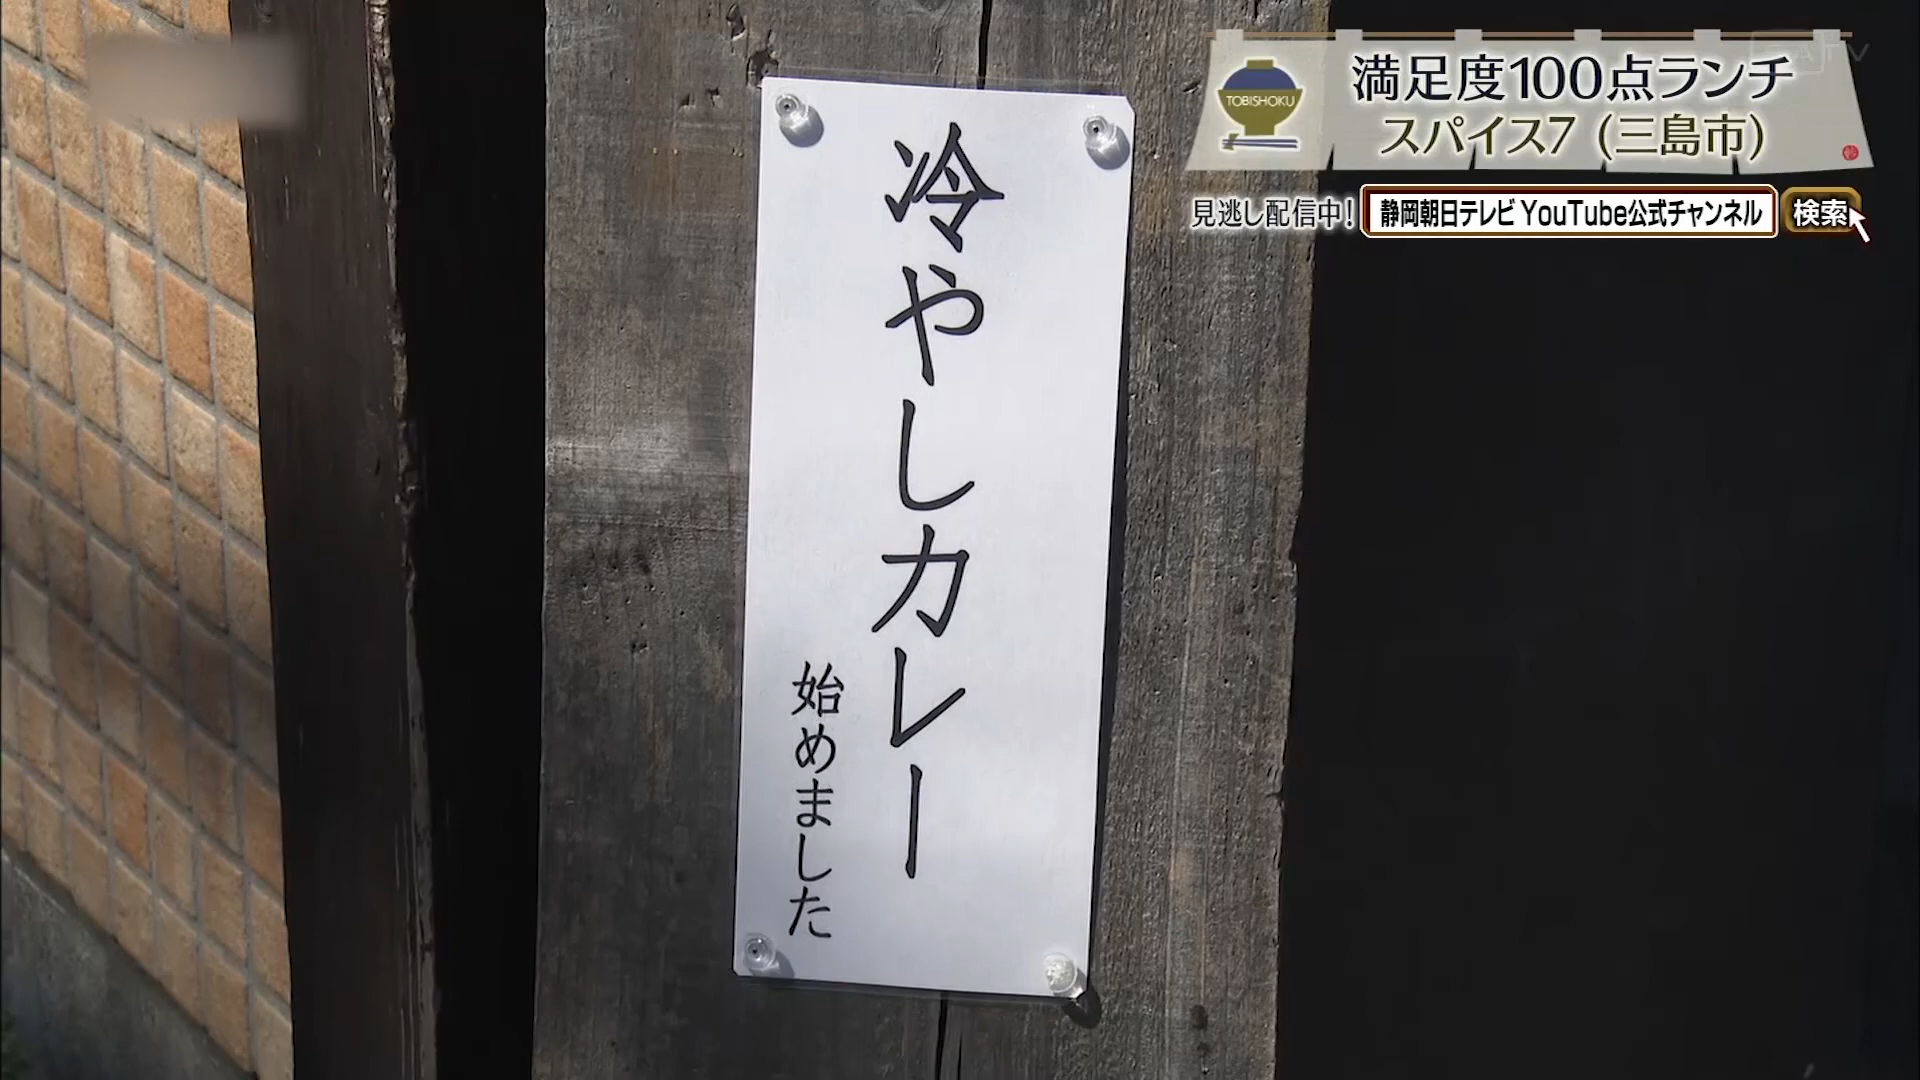 冷やしカレー
始めました
TOBISHOKU
満足度100点ランチ
スパイス7 (三島市)
見逃し配信中!
静岡朝日テレビ YouTube公式チャンネル
検索